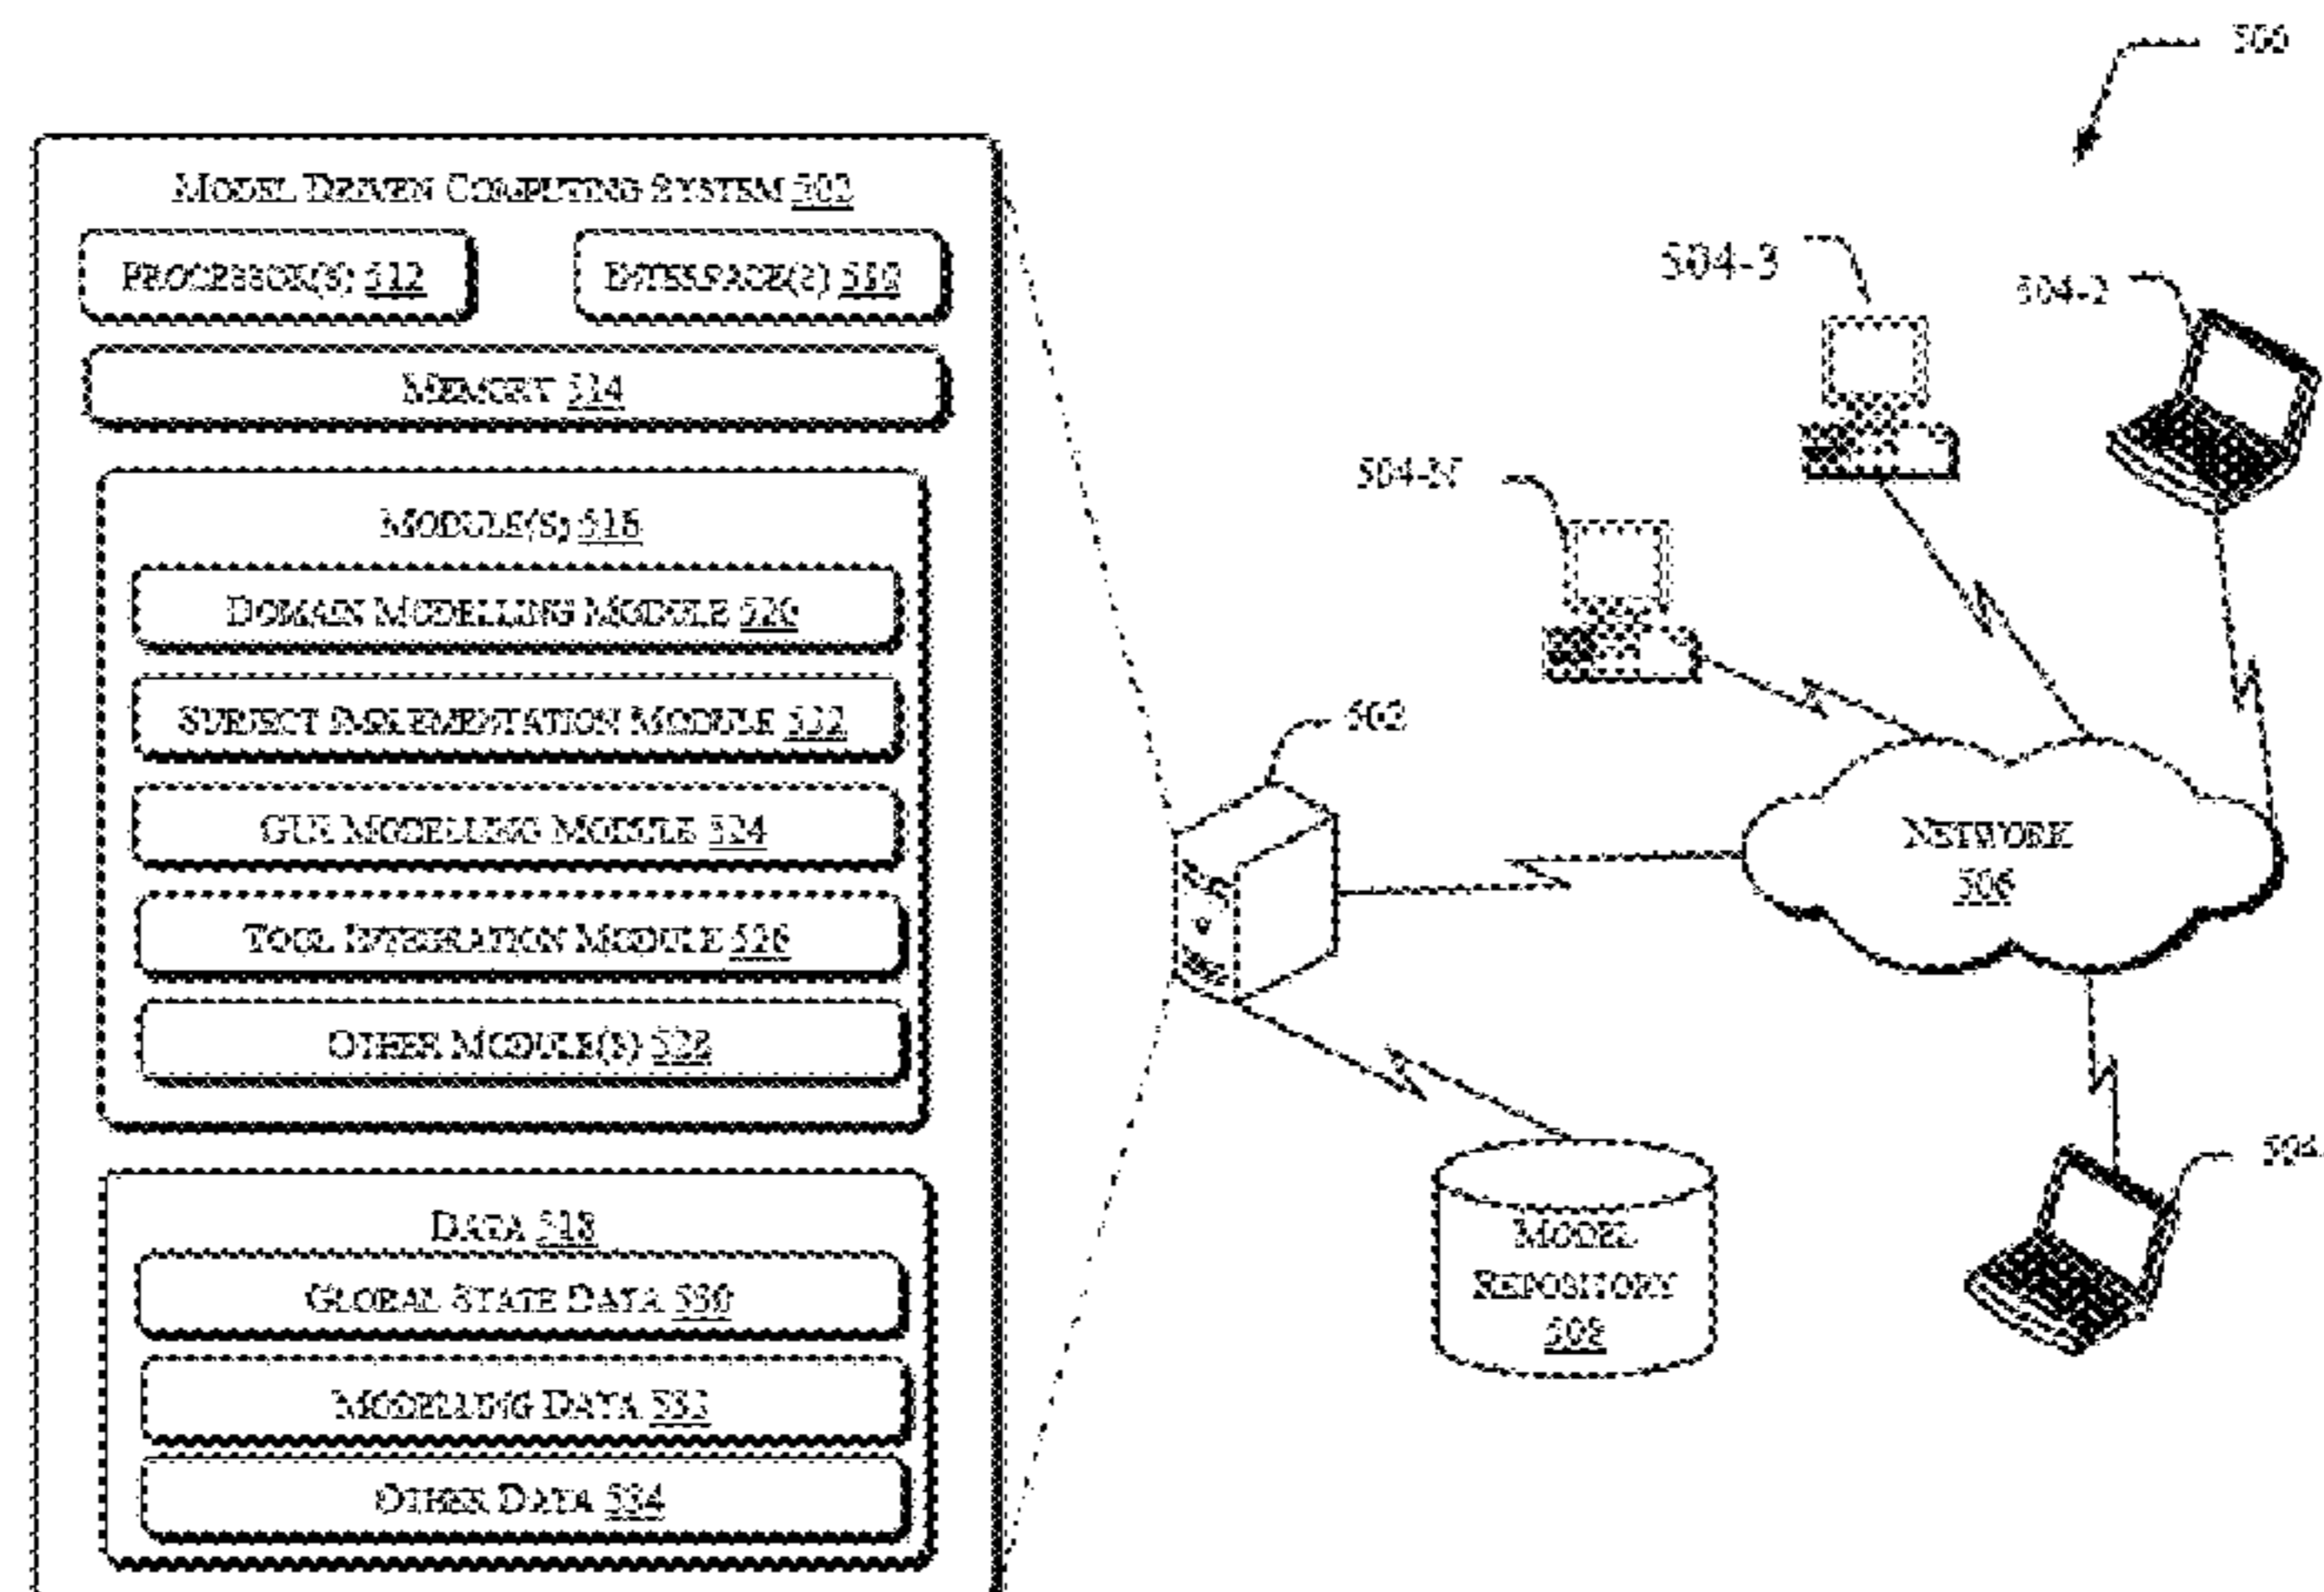 MODEL DRIVEN COMPUTING SYSTEM 502
PROCESSOR(S) 512
INTERFACE(S) 510
MEMORY 514
MODULE(S) 516
DOMAIN MODELLING MODULE 520
SUBJECT IMPLEMENTATION MODULE 522
GUI MODELLING MODULE 524
TOOL INTEGRATION MODULE 526
OTHER MODULE(S) 528
DATA 518
GLOBAL STATE DATA 530
MODELLING DATA 532
OTHER DATA 534
504-3
504-2
504-N
502
NETWORK
506
504
MODEL
REPOSITORY
508